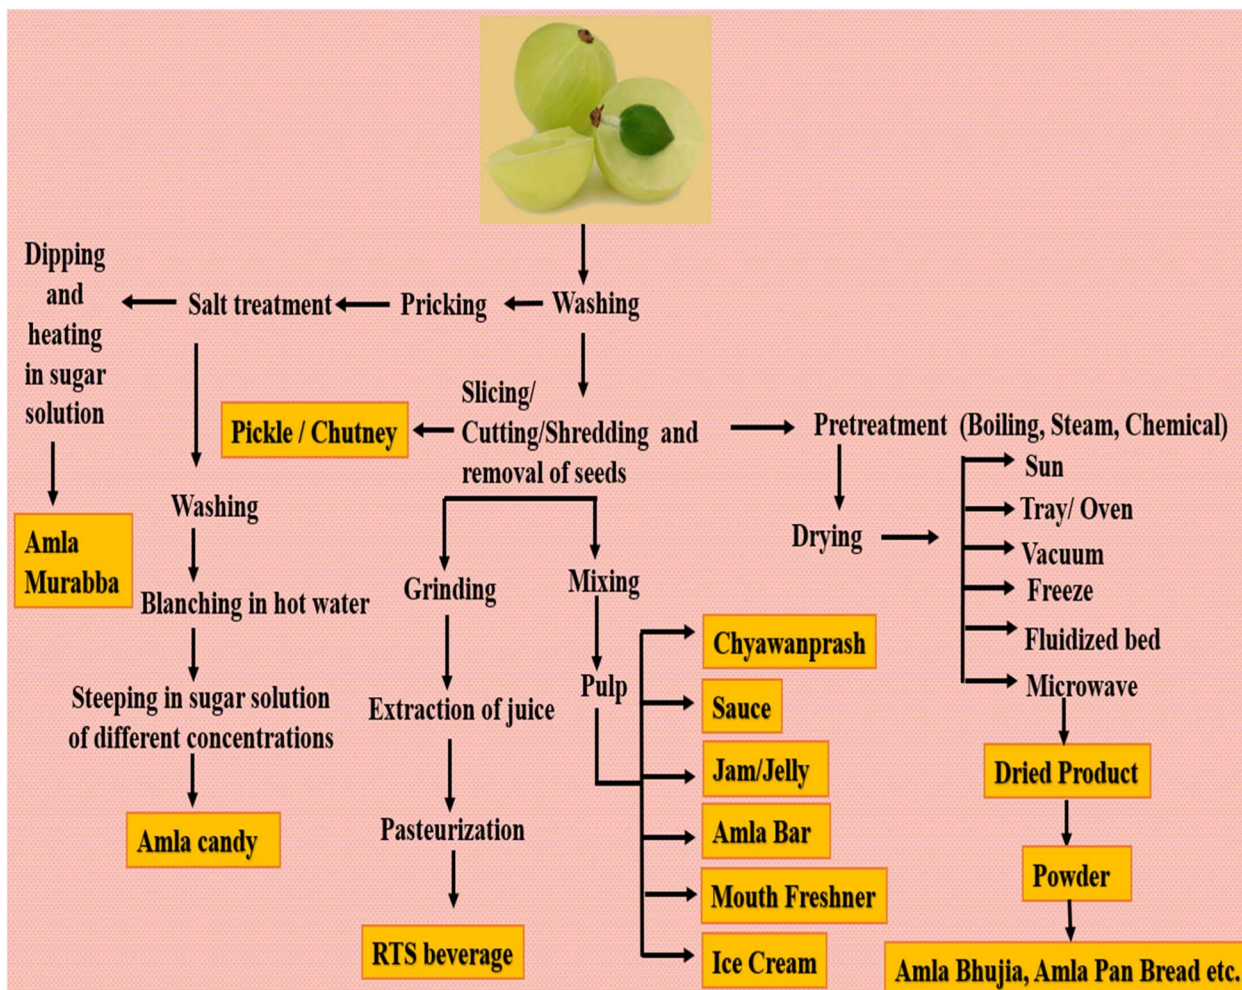 Dipping
and
heating
in sugar
solution
Salt treatment
Pricking
Washing
Slicing/
Cutting/Shredding and
removal of seeds
Pickle / Chutney
Pretreatment (Boiling, Steam, Chemical)
Sun
Tray/ Oven
Vacuum
Freeze
Fluidized bed
Microwave
Drying
Amla
Murabba
Washing
Blanching in hot water
Steeping in sugar solution
of different concentrations
Amla candy
Grinding
Extraction of juice
Pasteurization
RTS beverage
Mixing
Pulp
Chyawanprash
Sauce
Jam/Jelly
Amla Bar
Mouth Freshner
Ice Cream
Dried Product
Powder
Amla Bhujia, Amla Pan Bread etc.